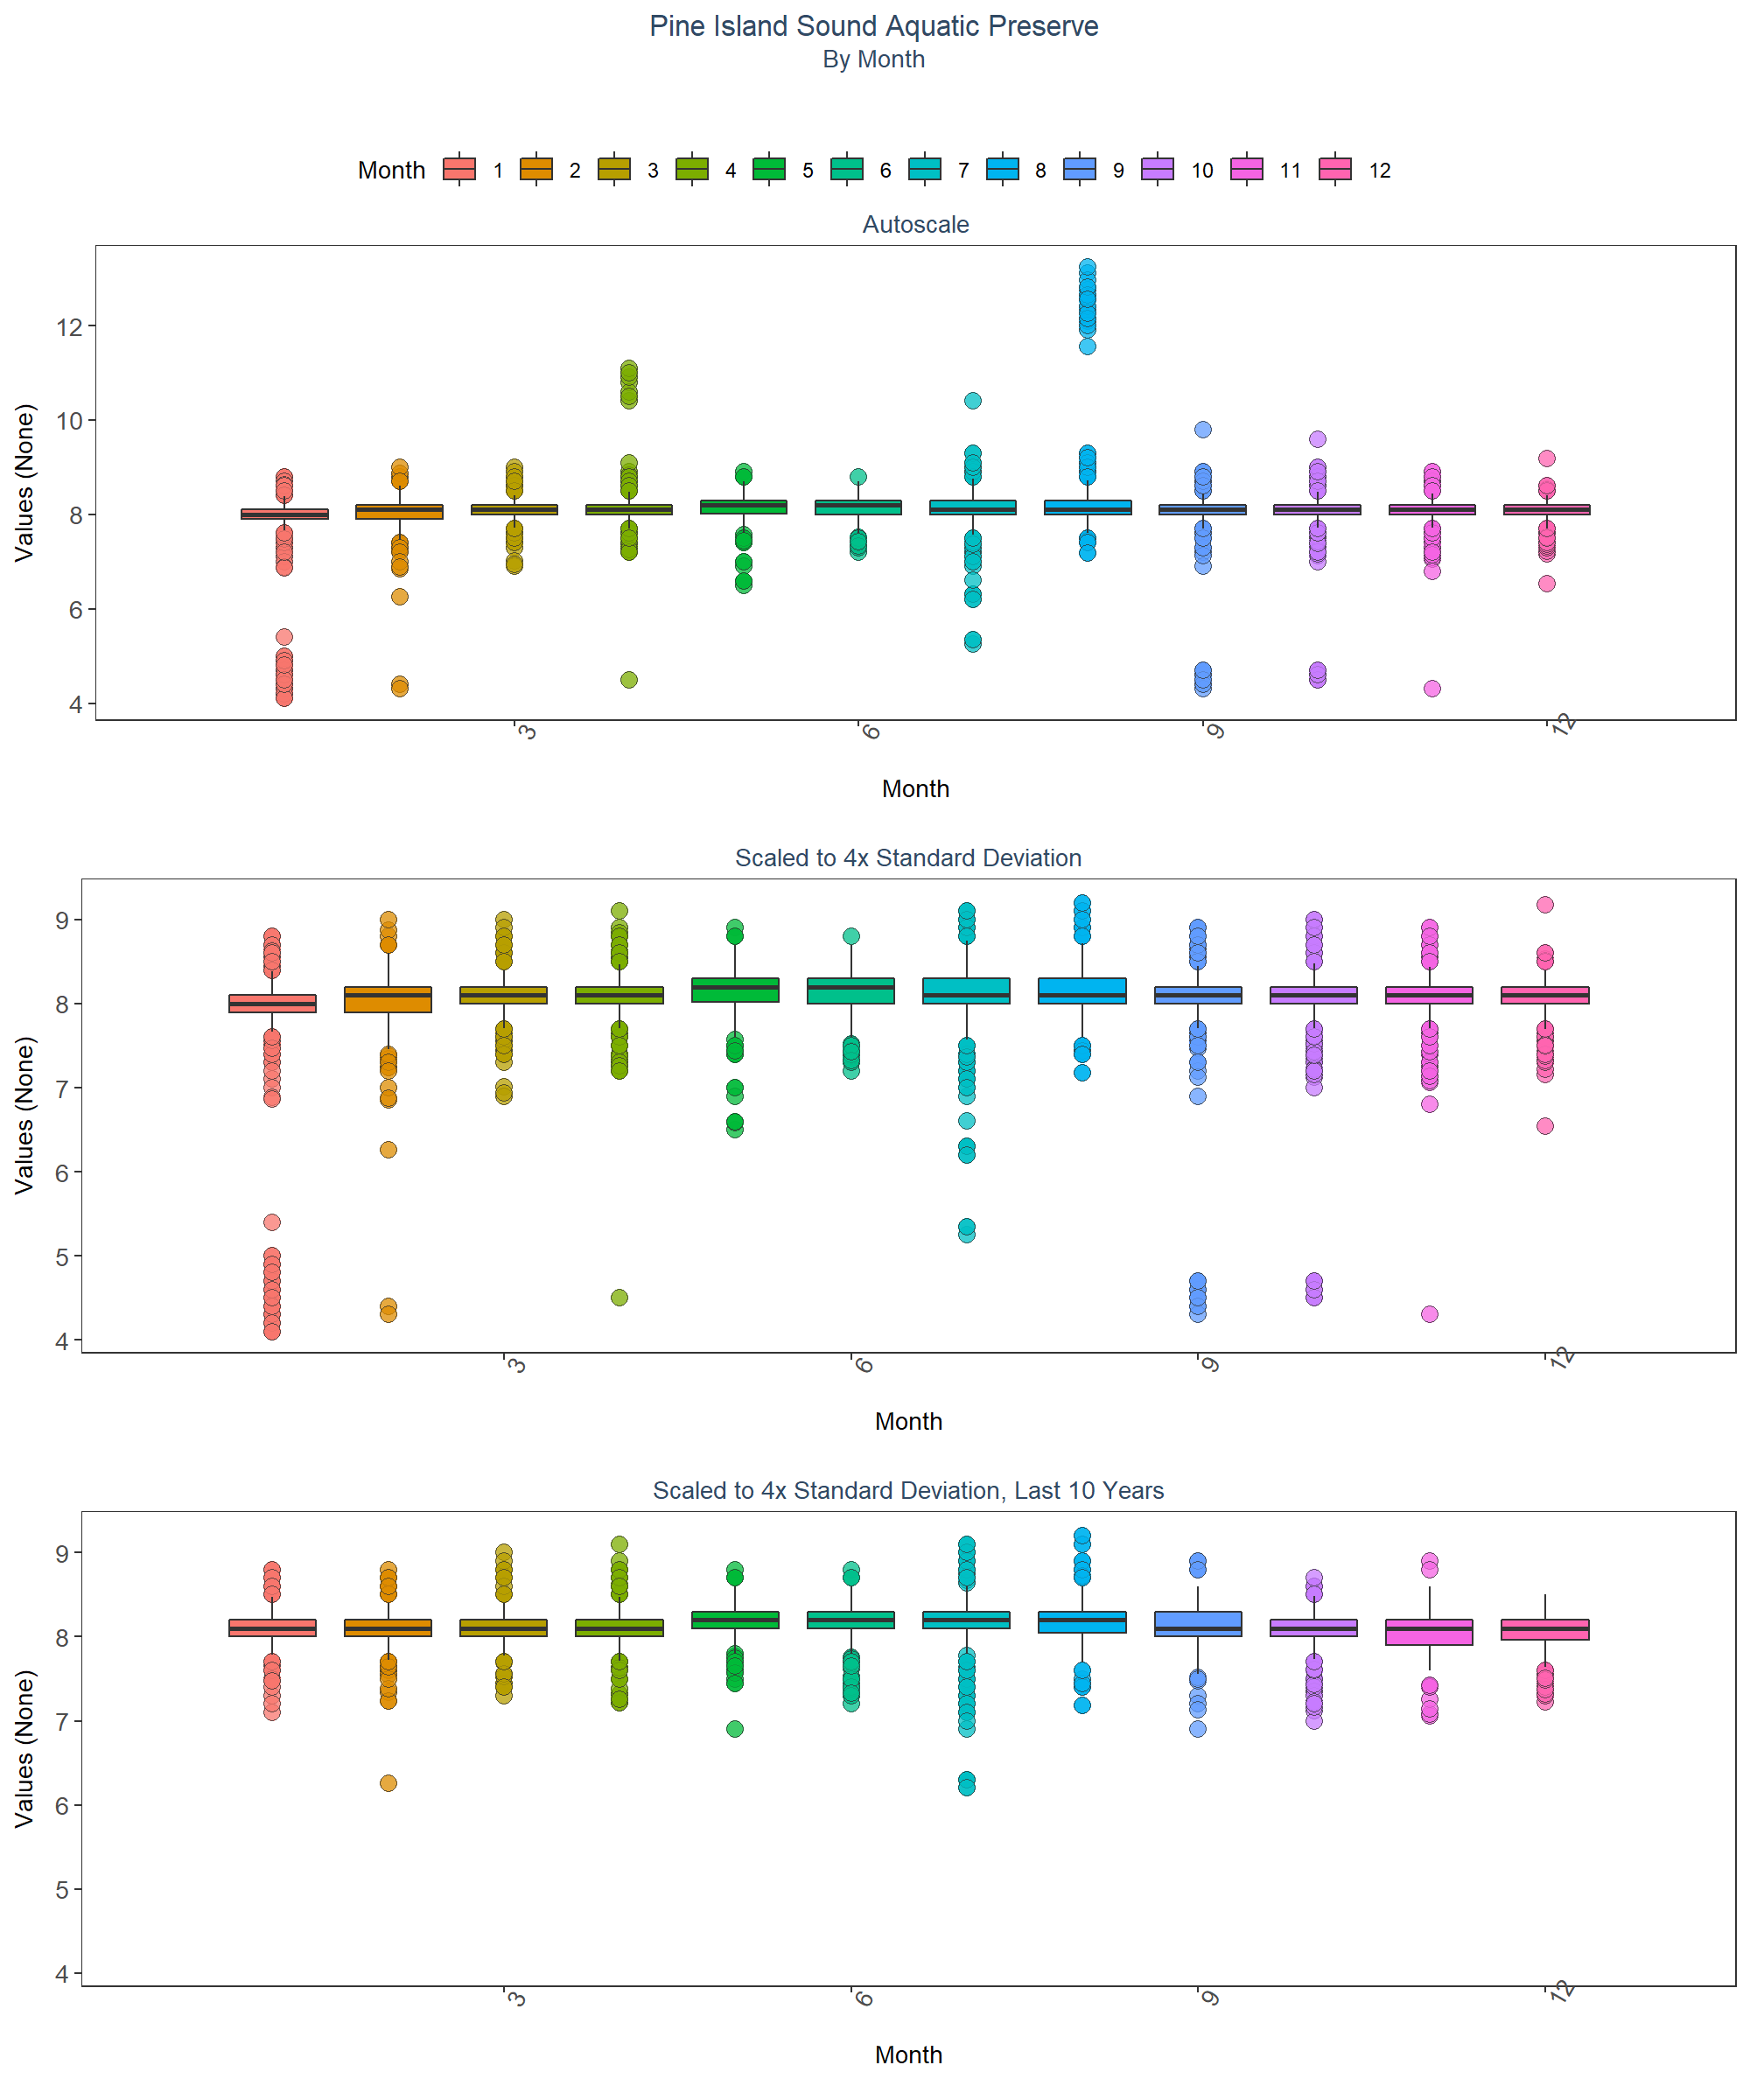 Pine Island Sound Aquatic Preserve
By Month
Month 1 2 3 4 5 6 7 8 9 10 11 12
Autoscale
Values (None)
12
10
8
6
4
3 6 9 12
Month
Scaled to 4x Standard Deviation
Values (None)
9
8
7
6
5
4
3 6 9 12
Month
Scaled to 4x Standard Deviation, Last 10 Years
Values (None)
9
8
7
6
5
4
3 6 9 12
Month